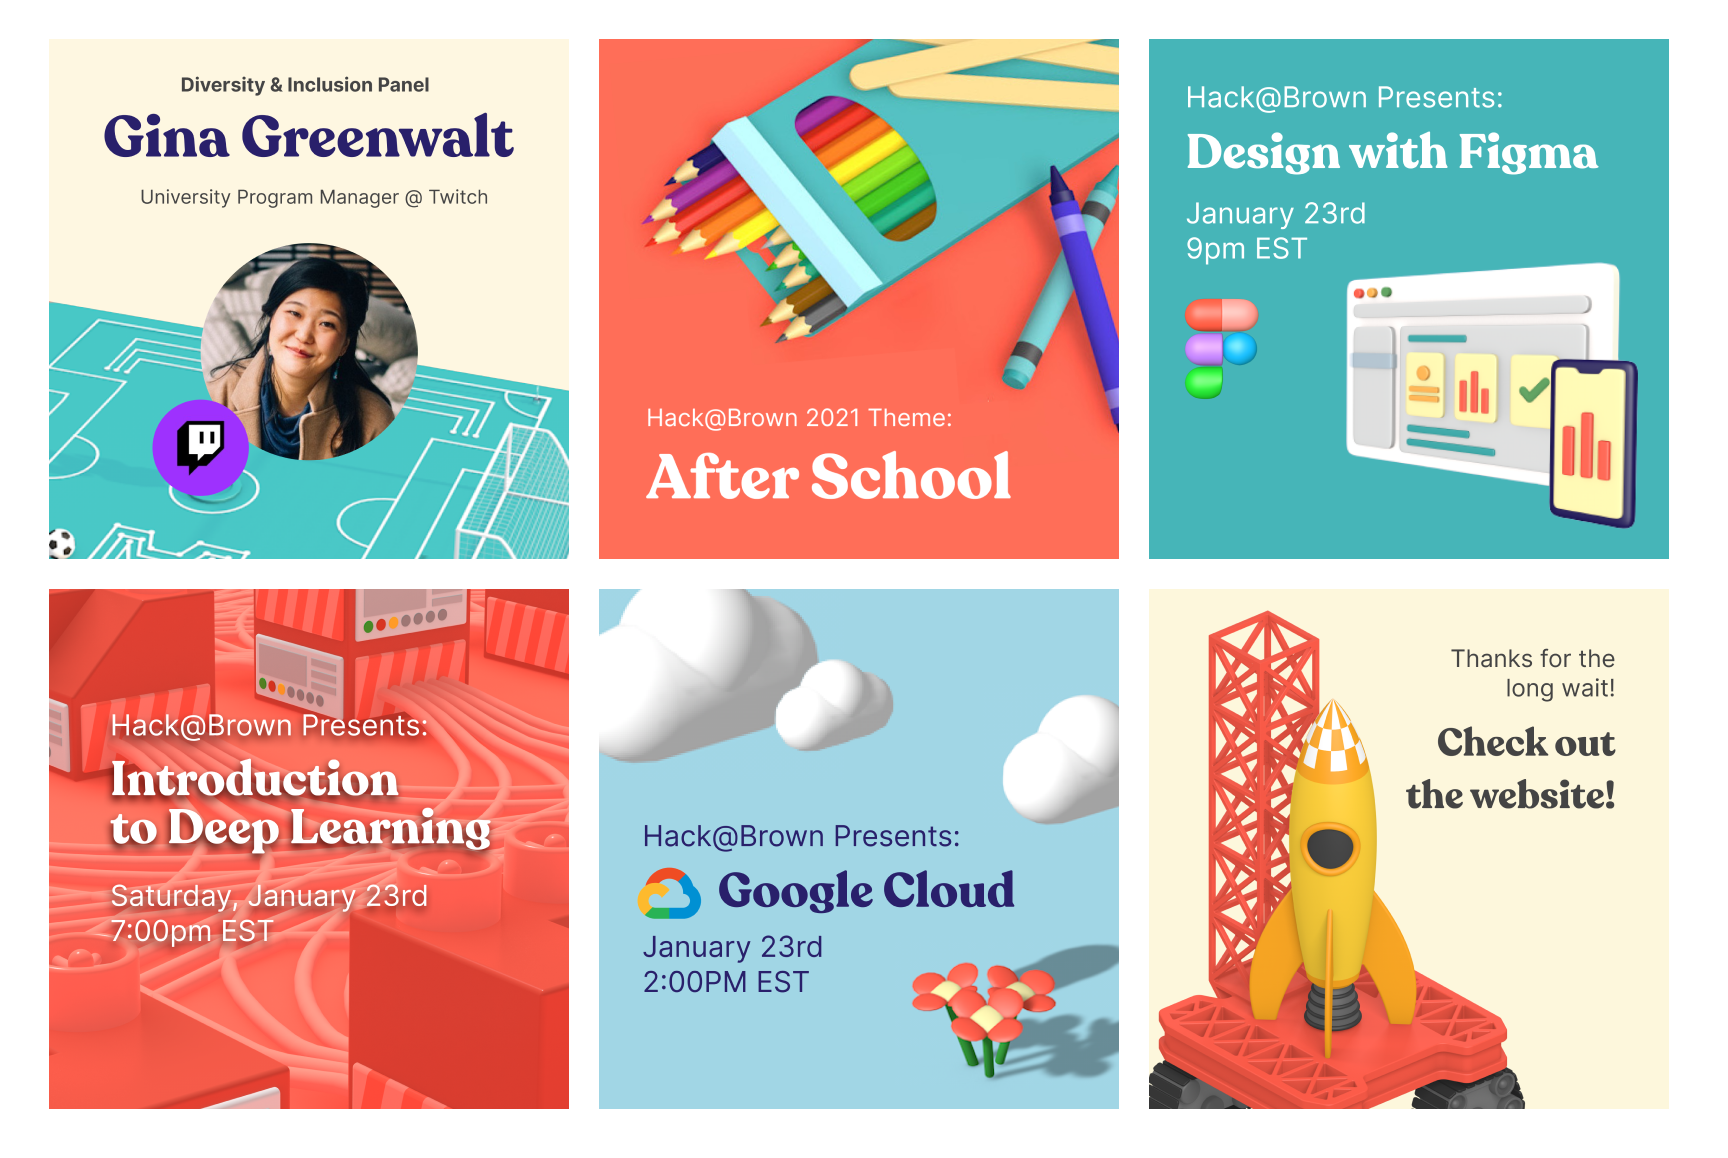 Diversity & Inclusion Panel
Gina Greenwalt
University Program Manager @ Twitch
Hack@Brown 2021 Theme:
After School
Hack@Brown Presents:
Design with Figma
January 23rd
9pm EST
Hack@Brown Presents:
Introduction
to Deep Learning
Saturday, January 23rd
7:00pm EST
Hack@Brown Presents:
Google Cloud
January 23rd
2:00PM EST
Thanks for the
long wait!
Check out
the website!